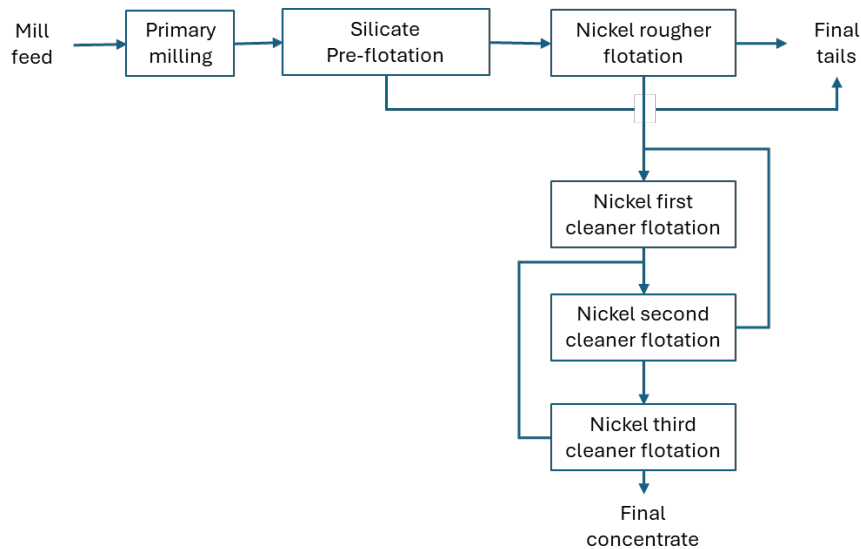 Mill
feed
Primary
milling
Silicate
Pre-flotation
Nickel rougher
flotation
Final
tails
Nickel first
cleaner flotation
Nickel second
cleaner flotation
Nickel third
cleaner flotation
Final
concentrate